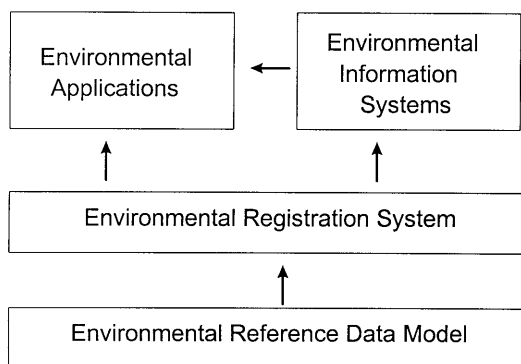 Environmental
Applications
Environmental
Information
Systems
Environmental Registration System
Environmental Reference Data Model